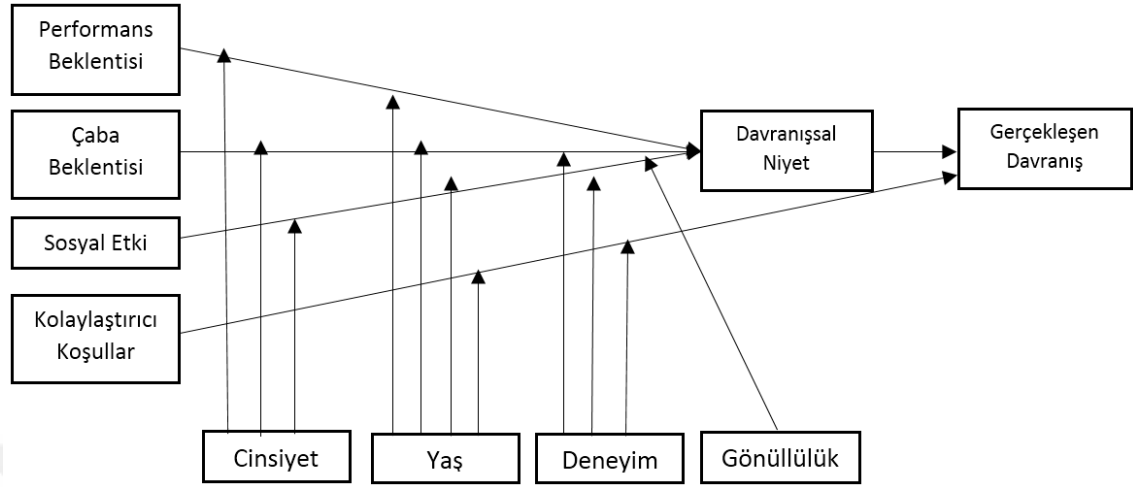 Performans
Beklentisi
Çaba
Beklentisi
Sosyal Etki
Kolaylaştırıcı
Koşullar
Davranışsal
Niyet
Gerçekleşen
Davranış
Cinsiyet
Yaş
Deneyim
Gönüllülük